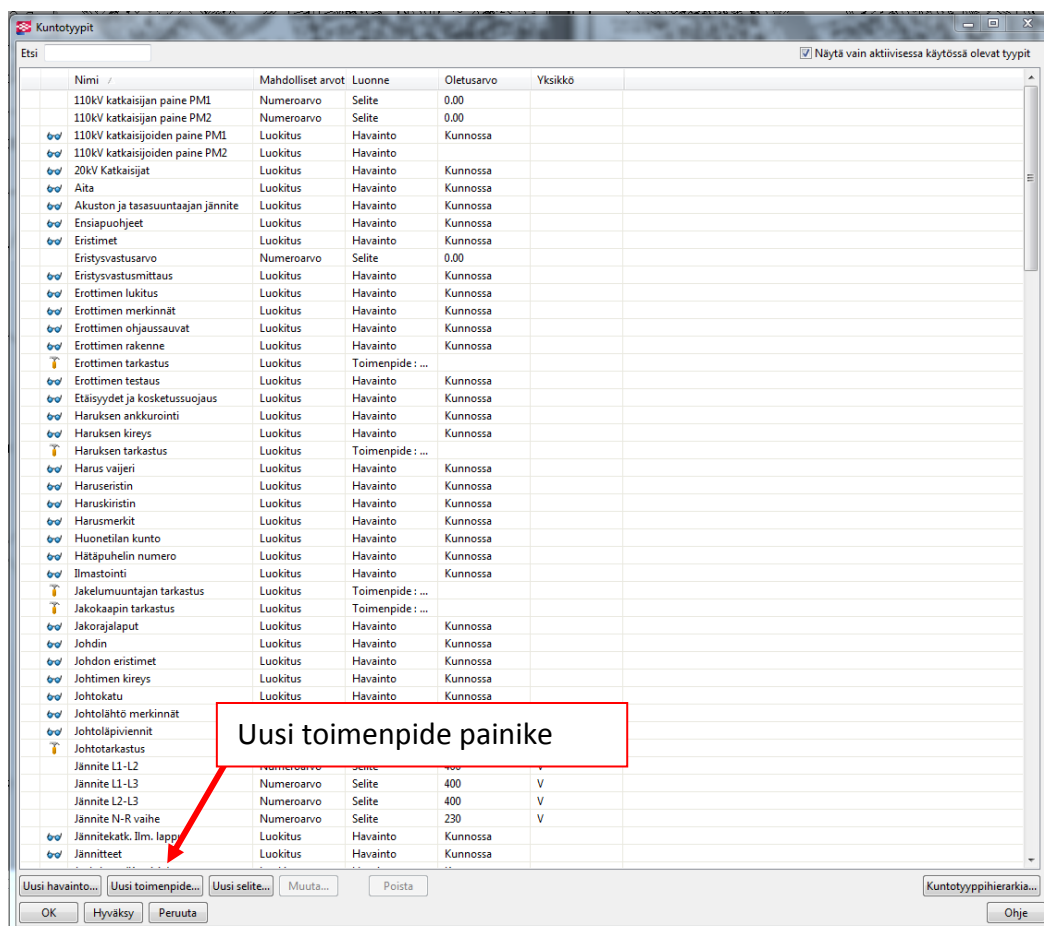 Kuntotyypit
Etsi Näytä vain aktiivisessa käytössä olevat tyypit
Nimi Mahdolliset arvot Luonne Oletusarvo Yksikkö
110kV katkaisijan paine PM1 Numeroarvo Selite 0.00
110kV katkaisijan paine PM2 Numeroarvo Selite 0.00
110kV katkaisijoiden paine PM1 Luokitus Havainto Kunnossa
110kV katkaisijoiden paine PM2 Luokitus Havainto
20kV Katkaisijat Luokitus Havainto Kunnossa
Aita Luokitus Havainto Kunnossa
Akuston ja tasasuuntaajan jännite Luokitus Havainto Kunnossa
Ensiapuohjeet Luokitus Havainto Kunnossa
Eristimet Luokitus Havainto Kunnossa
Eristysvastusarvo Numeroarvo Selite 0.00
Eristysvastusmittaus Luokitus Havainto Kunnossa
Erottimen lukitus Luokitus Havainto Kunnossa
Erottimen merkinnät Luokitus Havainto Kunnossa
Erottimen ohjaussauvat Luokitus Havainto Kunnossa
Erottimen rakenne Luokitus Havainto Kunnossa
Erottimen tarkastus Luokitus Toimenpide : ...
Erottimen testaus Luokitus Havainto Kunnossa
Etäisyydet ja kosketussuojaus Luokitus Havainto Kunnossa
Haruksen ankkurointi Luokitus Havainto Kunnossa
Haruksen kireys Luokitus Havainto Kunnossa
Haruksen tarkastus Luokitus Toimenpide : ...
Harus vaijeri Luokitus Havainto Kunnossa
Haruseristin Luokitus Havainto Kunnossa
Haruskiristin Luokitus Havainto Kunnossa
Harusmerkit Luokitus Havainto Kunnossa
Huonetilan kunto Luokitus Havainto Kunnossa
Hätäpuhelin numero Luokitus Havainto Kunnossa
Ilmastointi Luokitus Havainto Kunnossa
Jakelumuuntajan tarkastus Luokitus Toimenpide : ...
Jakokaapin tarkastus Luokitus Toimenpide : ...
Jakorajalaput Luokitus Havainto Kunnossa
Johdin Luokitus Havainto Kunnossa
Johdon eristimet Luokitus Havainto Kunnossa
Johtimen kireys Luokitus Havainto Kunnossa
Johtokatu Luokitus Havainto Kunnossa
Johtolähtö merkinnät
Johtoläpiviennit
Uusi toimenpide painike
Johtotarkastus
Jännite L1-L2 Numeroarvo Selite 400 V
Jännite L1-L3 Numeroarvo Selite 400 V
Jännite L2-L3 Numeroarvo Selite 400 V
Jännite N-R vaihe Numeroarvo Selite 230 V
Jännitekatk. Ilm. lappu Luokitus Havainto Kunnossa
Jännitteet Luokitus Havainto Kunnossa
Uusi havainto... Uusi toimenpide... Uusi selite... Muuta... Poista Kuntotyyppihierarkia...
OK Hyväksy Peruuta Ohje